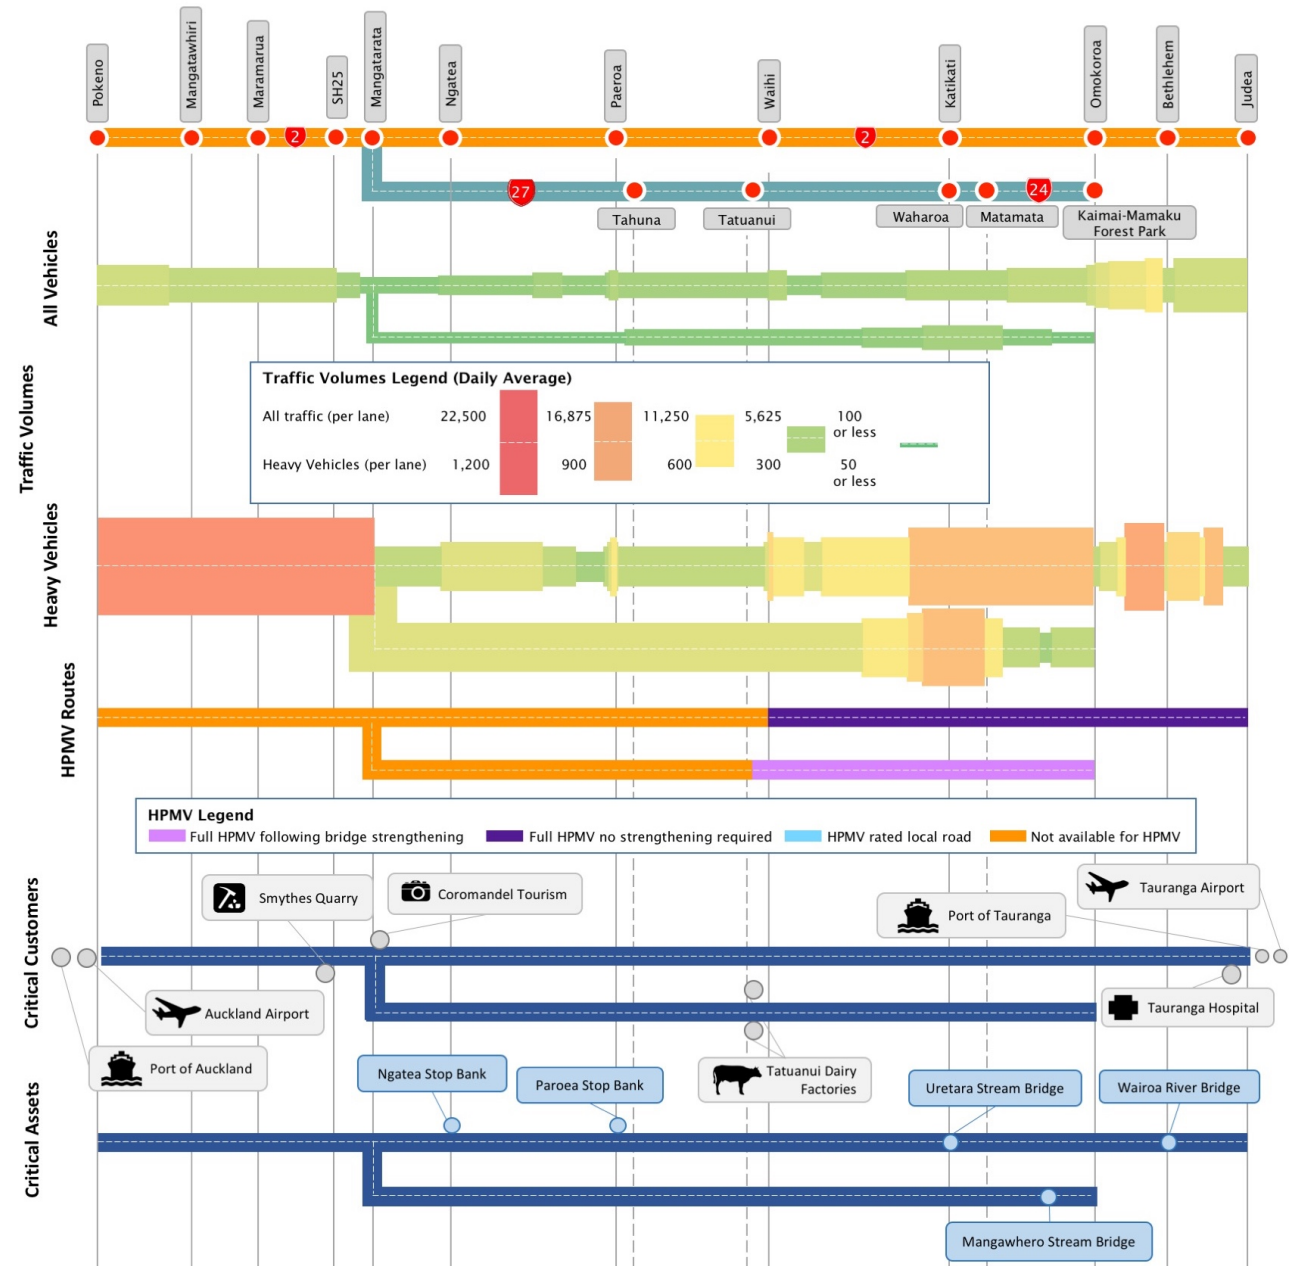 Pokeno
Mangatawhiri
Maramarua
SH25
Mangatarata
Ngatea
Paeroa
Waihi
Katikati
Omokoroa
Bethlehem
Judea
2
2
27
24
Tahuna
Tatuanui
Waharoa
Matamata
Kaimai-Mamaku
Forest Park
All Vehicles
Traffic Volumes
Traffic Volumes Legend (Daily Average)
All traffic (per lane) 22,500 16,875 11,250 5,625 100
or less
Heavy Vehicles (per lane) 1,200 900 600 300 50
or less
Heavy Vehicles
HPMV Routes
HPMV Legend
Full HPMV following bridge strengthening Full HPMV no strengthening required HPMV rated local road Not available for HPMV
Critical Customers
Smythes Quarry
Coromandel Tourism
Port of Tauranga
Tauranga Airport
Auckland Airport
Tauranga Hospital
Port of Auckland
Tatuanui Dairy
Factories
Critical Assets
Ngatea Stop Bank
Paroea Stop Bank
Uretara Stream Bridge
Wairoa River Bridge
Mangawhero Stream Bridge